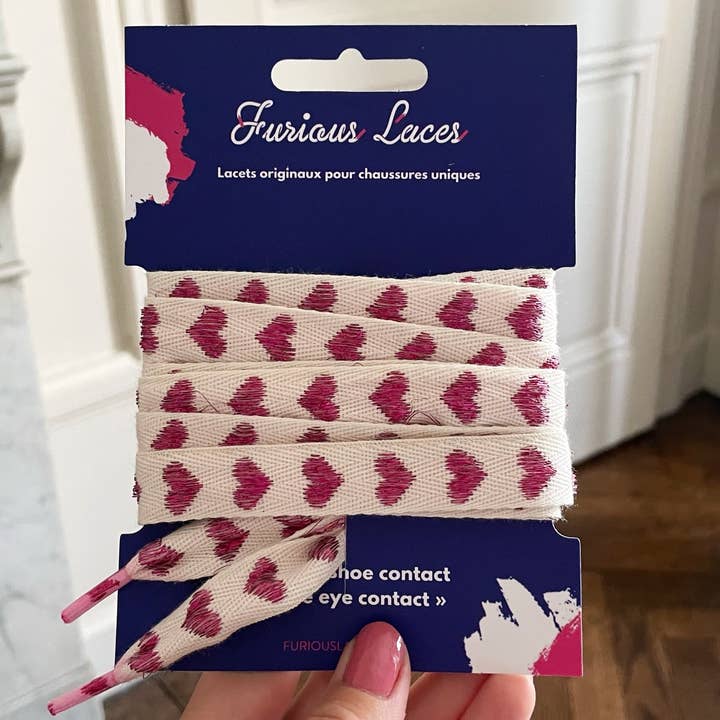 Furious Laces
Lacets originaux pour chaussures uniques
shoe contact
eye contact »